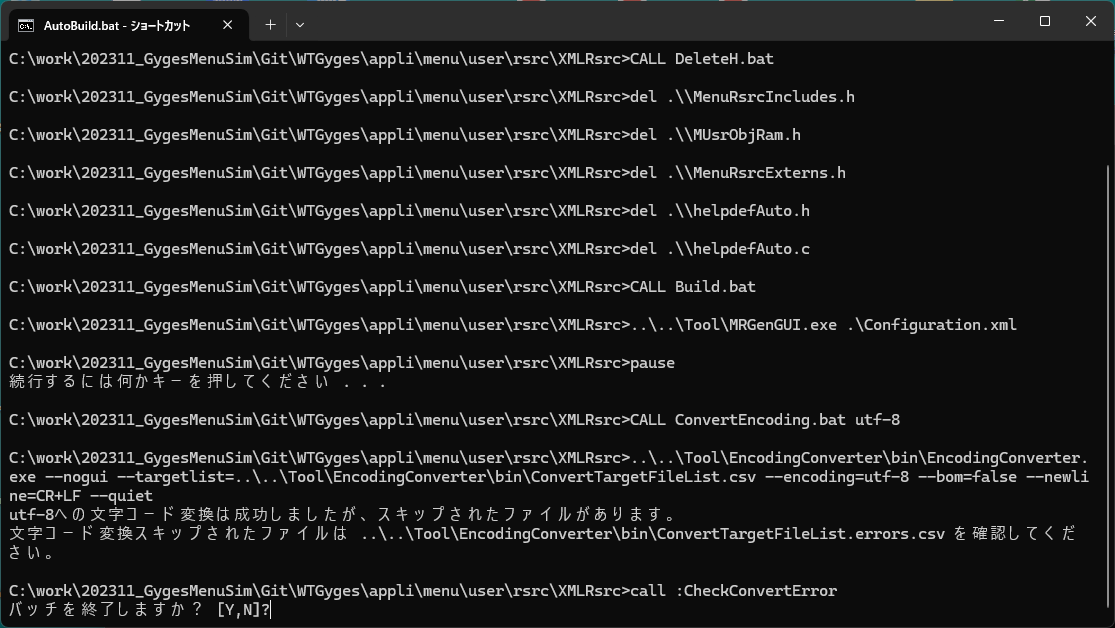 AutoBuild.bat - ショートカット
C:\work\202311_GygesMenuSim\Git\WTGyges\appli\menu\user\rsrc\XMLRsrc>CALL DeleteH.bat
C:\work\202311_GygesMenuSim\Git\WTGyges\appli\menu\user\rsrc\XMLRsrc>del .\\MenuRsrcIncludes.h
C:\work\202311_GygesMenuSim\Git\WTGyges\appli\menu\user\rsrc\XMLRsrc>del .\\MUsrObjRam.h
C:\work\202311_GygesMenuSim\Git\WTGyges\appli\menu\user\rsrc\XMLRsrc>del .\\MenuRsrcExterns.h
C:\work\202311_GygesMenuSim\Git\WTGyges\appli\menu\user\rsrc\XMLRsrc>del .\\helpdefAuto.h
C:\work\202311_GygesMenuSim\Git\WTGyges\appli\menu\user\rsrc\XMLRsrc>del .\\helpdefAuto.c
C:\work\202311_GygesMenuSim\Git\WTGyges\appli\menu\user\rsrc\XMLRsrc>CALL Build.bat
C:\work\202311_GygesMenuSim\Git\WTGyges\appli\menu\user\rsrc\XMLRsrc>..\..\Tool\MRGenGUI.exe .\Configuration.xml
C:\work\202311_GygesMenuSim\Git\WTGyges\appli\menu\user\rsrc\XMLRsrc>pause
続行するには何かキーを押してください . . .
C:\work\202311_GygesMenuSim\Git\WTGyges\appli\menu\user\rsrc\XMLRsrc>CALL ConvertEncoding.bat utf-8
C:\work\202311_GygesMenuSim\Git\WTGyges\appli\menu\user\rsrc\XMLRsrc>..\..\Tool\EncodingConverter\bin\EncodingConverter.
exe --nogui --targetlist=..\..\Tool\EncodingConverter\bin\ConvertTargetFileList.csv --encoding=utf-8 --bom=false --newli
ne=CR+LF --quiet
utf-8への文字コード変換は成功しましたが、スキップされたファイルがあります。
文字コード変換スキップされたファイルは ..\..\Tool\EncodingConverter\bin\ConvertTargetFileList.errors.csv を確認してくだ
さい。
C:\work\202311_GygesMenuSim\Git\WTGyges\appli\menu\user\rsrc\XMLRsrc>call :CheckConvertError
バッチを終了しますか? [Y,N]?